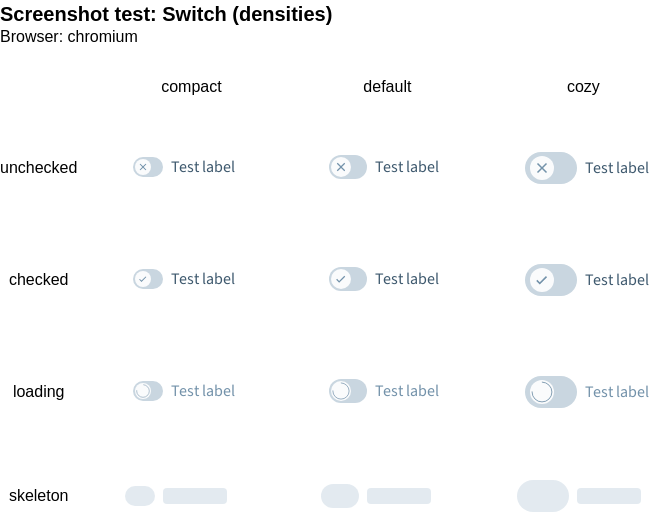 Screenshot test: Switch (densities)
Browser: chromium
compact default cozy
unchecked Test label Test label Test label
checked Test label Test label Test label
loading Test label Test label Test label
skeleton